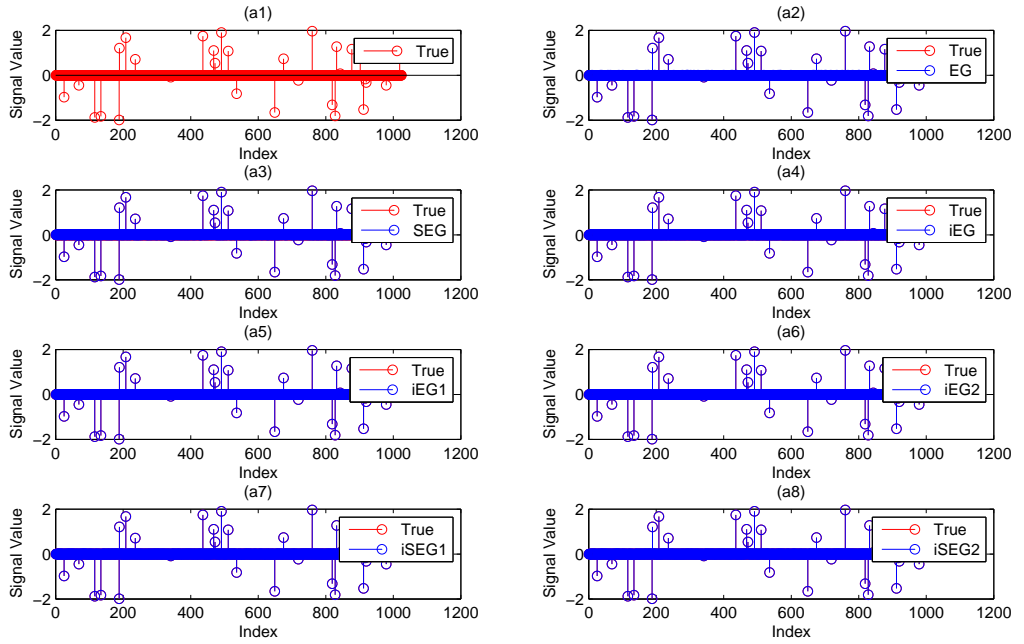 (a1)
Signal Value
2
0
−2
True
0 200 400 600 800 1000 1200
Index
(a2)
Signal Value
2
0
−2
True
EG
0 200 400 600 800 1000 1200
Index
(a3)
Signal Value
2
0
−2
True
SEG
0 200 400 600 800 1000 1200
Index
(a4)
Signal Value
2
0
−2
True
iEG
0 200 400 600 800 1000 1200
Index
(a5)
Signal Value
2
0
−2
True
iEG1
0 200 400 600 800 1000 1200
Index
(a6)
Signal Value
2
0
−2
True
iEG2
0 200 400 600 800 1000 1200
Index
(a7)
Signal Value
2
0
−2
True
iSEG1
0 200 400 600 800 1000 1200
Index
(a8)
Signal Value
2
0
−2
True
iSEG2
0 200 400 600 800 1000 1200
Index